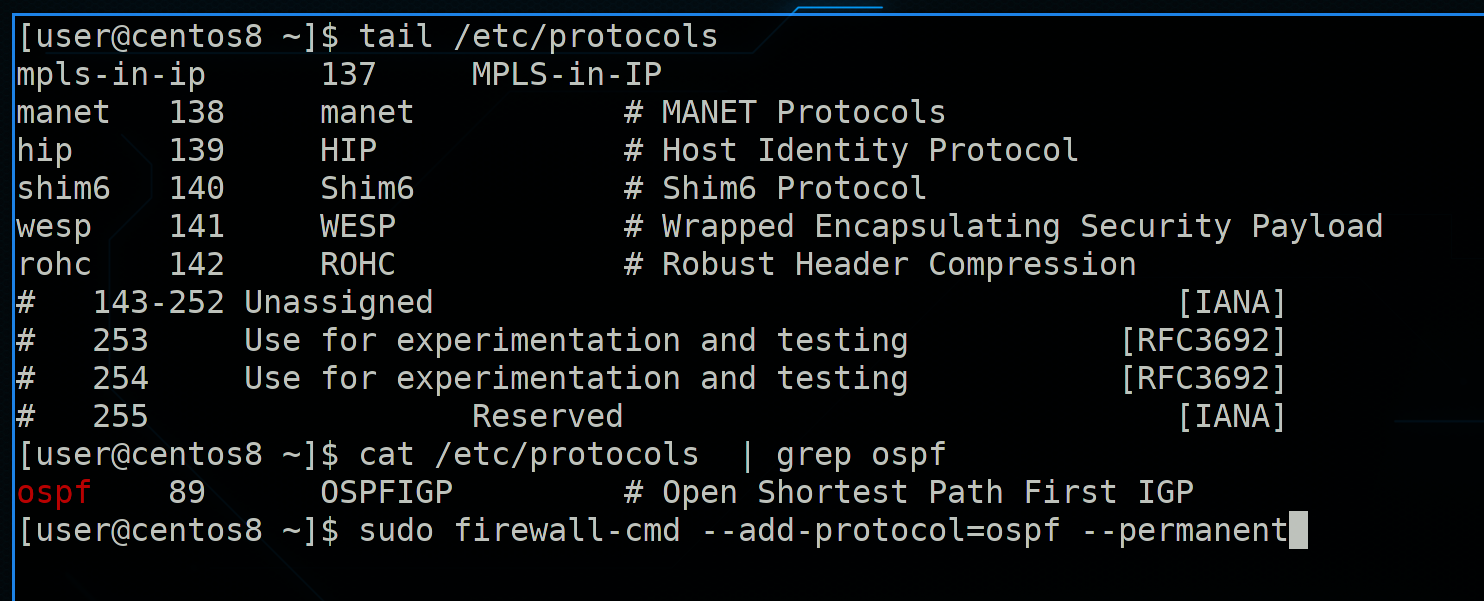 [user@centos8 ~]$ tail /etc/protocols
mpls-in-ip      137     MPLS-in-IP
manet   138     manet           # MANET Protocols
hip     139     HIP             # Host Identity Protocol
shim6   140     Shim6           # Shim6 Protocol
wesp    141     WESP            # Wrapped Encapsulating Security Payload
rohc    142     ROHC            # Robust Header Compression
#   143-252 Unassigned                                       [IANA]
#   253     Use for experimentation and testing           [RFC3692]
#   254     Use for experimentation and testing           [RFC3692]
#   255                 Reserved                             [IANA]
[user@centos8 ~]$ cat /etc/protocols  | grep ospf
ospf    89      OSPFIGP         # Open Shortest Path First IGP
[user@centos8 ~]$ sudo firewall-cmd --add-protocol=ospf --permanent